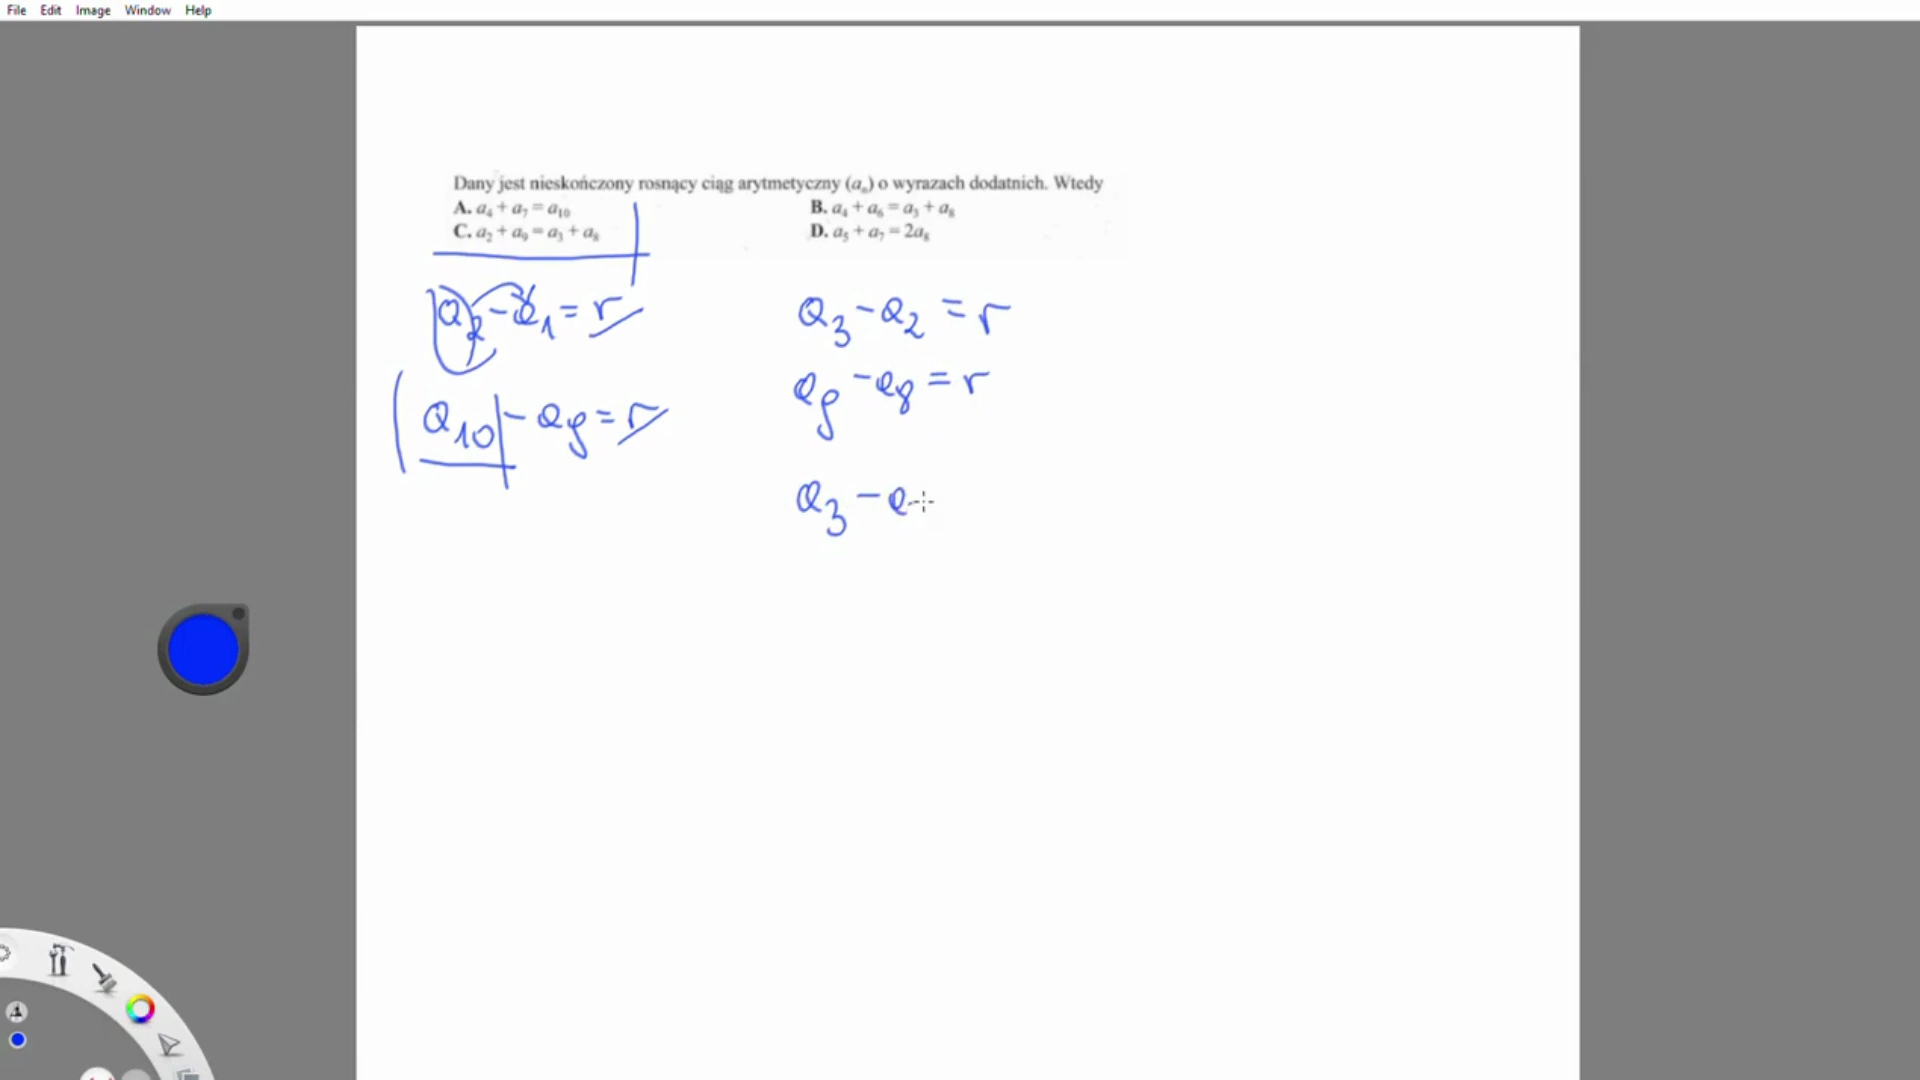 File Edit Image Window Help
Dany jest nieskończony rosnący ciąg arytmetyczny (aₙ) o wyrazach dodatnich. Wtedy
A. a₄ + a₇ = a₁₀ B. a₄ + a₆ = a₃ + a₈
C. a₂ + a₉ = a₃ + a₈ D. a₅ + a₇ = 2a₈
a₂ - a₁ = r a₃ - a₂ = r
a₉ - a₈ = r
a₁₀ - a₉ = r
a₃ - a